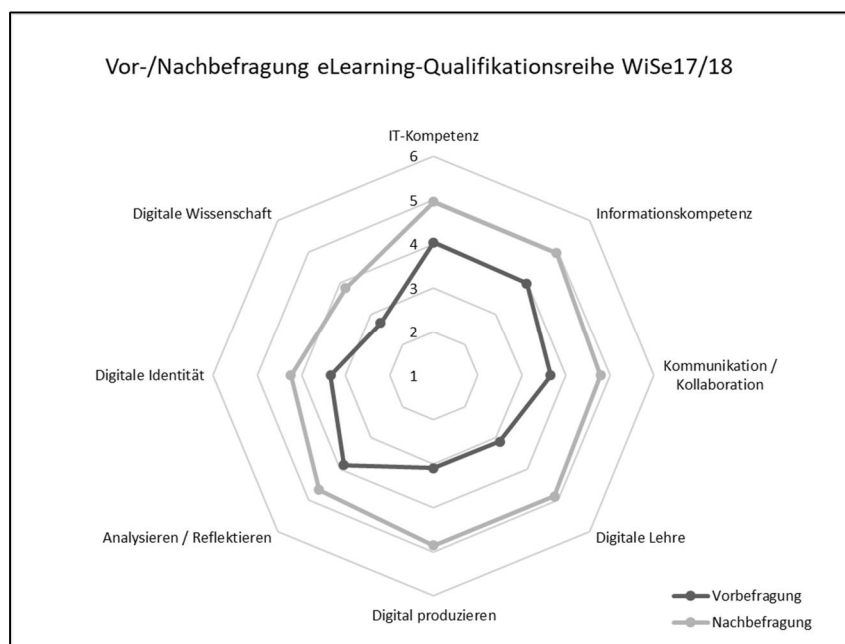 Vor-/Nachbefragung eLearning-Qualifikationsreihe WiSe17/18
IT-Kompetenz
6
Digitale Wissenschaft
5
Informationskompetenz
4
3
2
Digitale Identität
1
Kommunikation /
Kollaboration
Analysieren / Reflektieren
Digitale Lehre
Digital produzieren
Vorbefragung
Nachbefragung